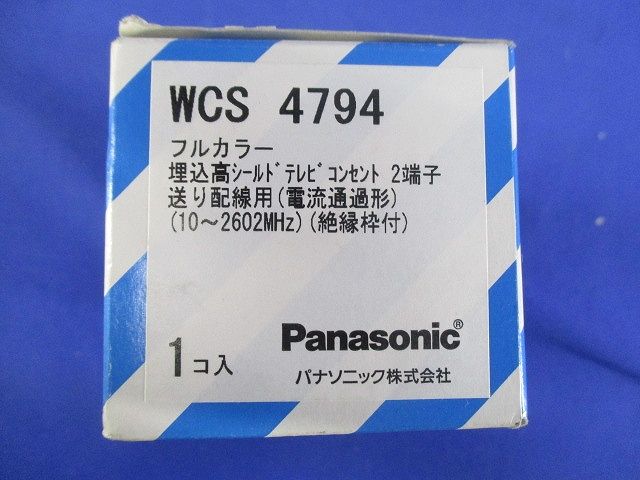 WCS 4794
フルカラー
埋込高ｼｰﾙﾄﾞﾃﾚﾋﾞｺﾝｾﾝﾄ 2端子
送り配線用(電流通過形)
(10～2602MHz)(絶縁枠付)
1コ入
Panasonic®
パナソニック株式会社